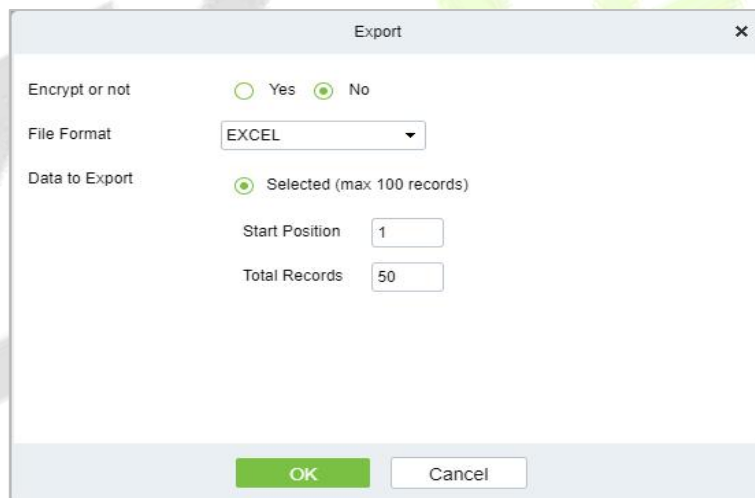 Export
Encrypt or not Yes No
File Format EXCEL
Data to Export Selected (max 100 records)
Start Position 1
Total Records 50
OK Cancel